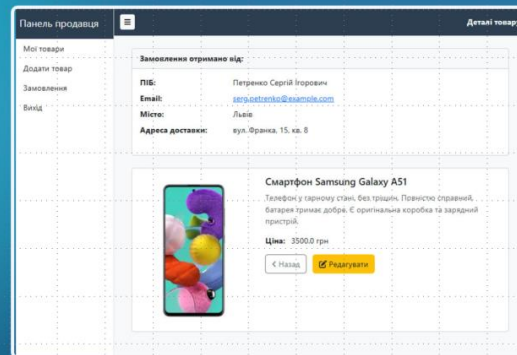 Панель продавця
Деталі товар
Мої товари
Додати товар
Замовлення
Вихід
Замовлення отримано від:
ПІБ: Петренко Сергій Ігорович
Email: serg.petrenko@example.com
Місто: Львів
Адреса доставки: вул. Франка, 15, кв. 8
Смартфон Samsung Galaxy A51
Телефон у гарному стані, без тріщин. Повністю справний,
батарея тримає добре. Є оригінальна коробка та зарядний
пристрій.
Ціна: 3500.0 грн
Назад
Редагувати